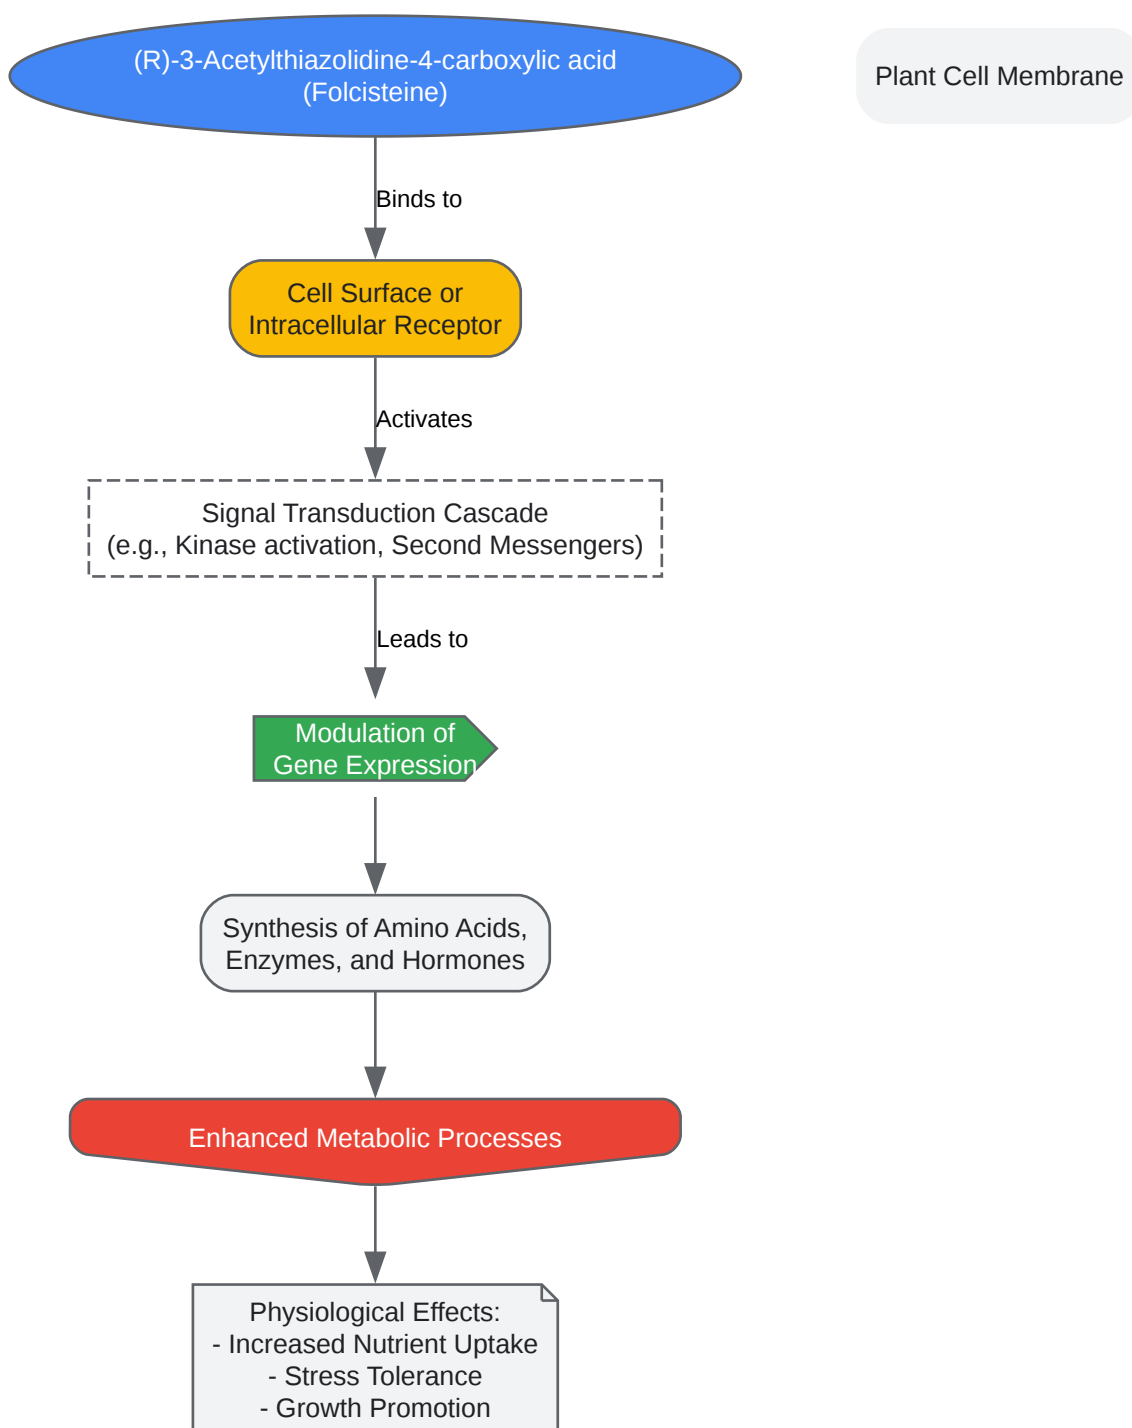 (R)-3-Acetylthiazolidine-4-carboxylic acid
(Folcisteine)
Plant Cell Membrane
Binds to
Cell Surface or
Intracellular Receptor
Activates
Signal Transduction Cascade
(e.g., Kinase activation, Second Messengers)
Leads to
Modulation of
Gene Expression
Synthesis of Amino Acids,
Enzymes, and Hormones
Enhanced Metabolic Processes
Physiological Effects:
- Increased Nutrient Uptake
- Stress Tolerance
- Growth Promotion